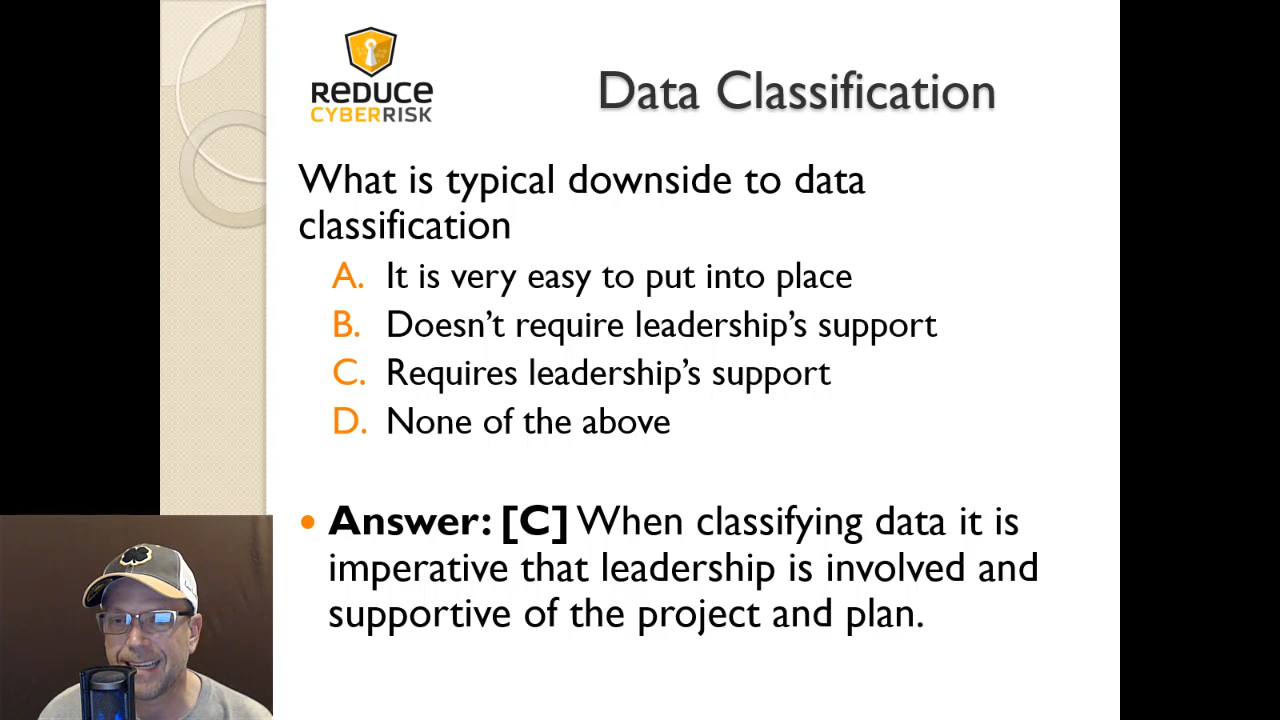 REDUCE
CYBERRISK
Data Classification
What is typical downside to data
classification
A. It is very easy to put into place
B. Doesn't require leadership's support
C. Requires leadership's support
D. None of the above
• Answer: [C] When classifying data it is
imperative that leadership is involved and
supportive of the project and plan.